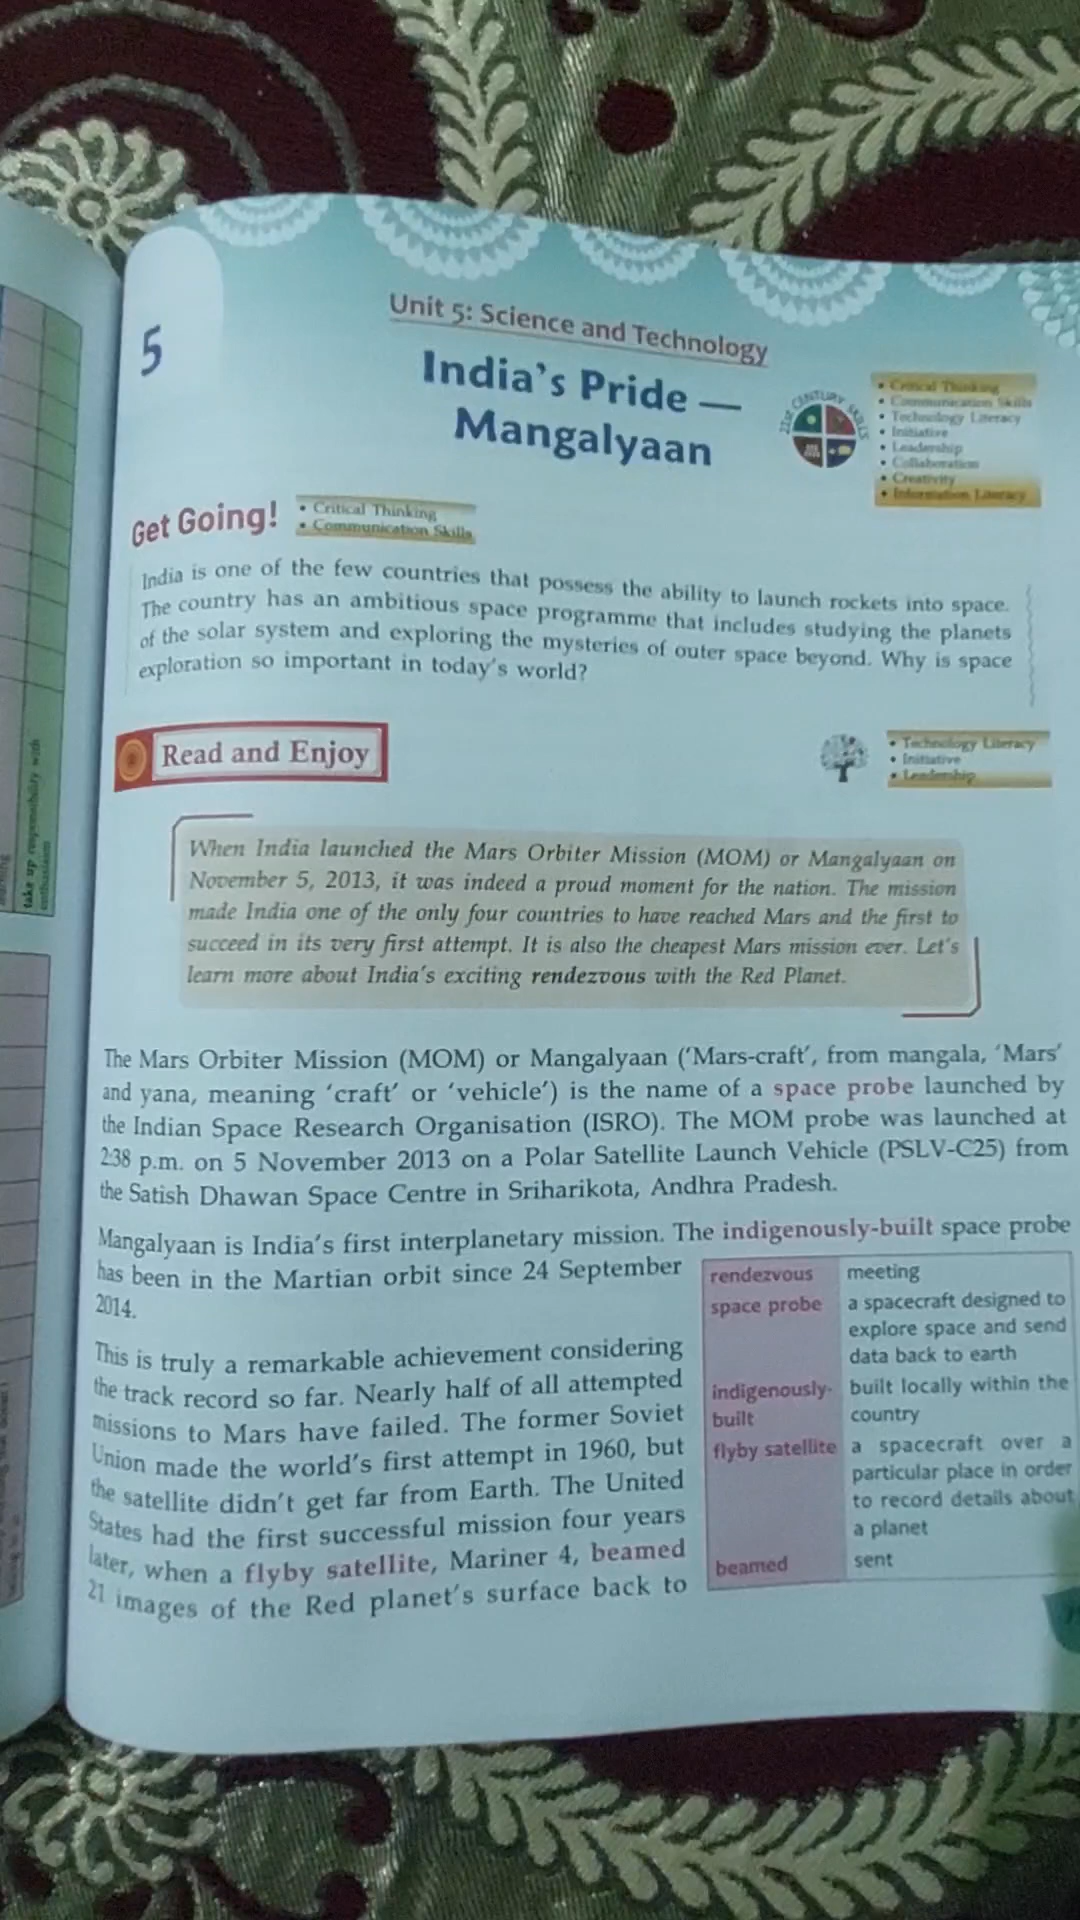 5
Unit 5: Science and Technology
India's Pride —
Mangalyaan
21ST CENTURY SKILLS
• Critical Thinking
• Communication Skills
• Technology Literacy
• Initiative
• Leadership
• Collaboration
• Creativity
• Information Literacy
Get Going!
• Critical Thinking
• Communication Skills
India is one of the few countries that possess the ability to launch rockets into space.
The country has an ambitious space programme that includes studying the planets
of the solar system and exploring the mysteries of outer space beyond. Why is space
exploration so important in today's world?
Read and Enjoy
• Technology Literacy
• Initiative
• Leadership
When India launched the Mars Orbiter Mission (MOM) or Mangalyaan on
November 5, 2013, it was indeed a proud moment for the nation. The mission
made India one of the only four countries to have reached Mars and the first to
succeed in its very first attempt. It is also the cheapest Mars mission ever. Let's
learn more about India's exciting rendezvous with the Red Planet.
The Mars Orbiter Mission (MOM) or Mangalyaan ('Mars-craft', from mangala, 'Mars'
and yana, meaning 'craft' or 'vehicle') is the name of a space probe launched by
the Indian Space Research Organisation (ISRO). The MOM probe was launched at
2:38 p.m. on 5 November 2013 on a Polar Satellite Launch Vehicle (PSLV-C25) from
the Satish Dhawan Space Centre in Sriharikota, Andhra Pradesh.
Mangalyaan is India's first interplanetary mission. The indigenously-built space probe
has been in the Martian orbit since 24 September
2014.
This is truly a remarkable achievement considering
the track record so far. Nearly half of all attempted
missions to Mars have failed. The former Soviet
Union made the world's first attempt in 1960, but
the satellite didn't get far from Earth. The United
States had the first successful mission four years
later, when a flyby satellite, Mariner 4, beamed
21 images of the Red planet's surface back to
rendezvous meeting
space probe a spacecraft designed to
explore space and send
data back to earth
indigenously- built locally within the
built country
flyby satellite a spacecraft over a
particular place in order
to record details about
a planet
beamed sent
take up responsibility with
enthusiasm